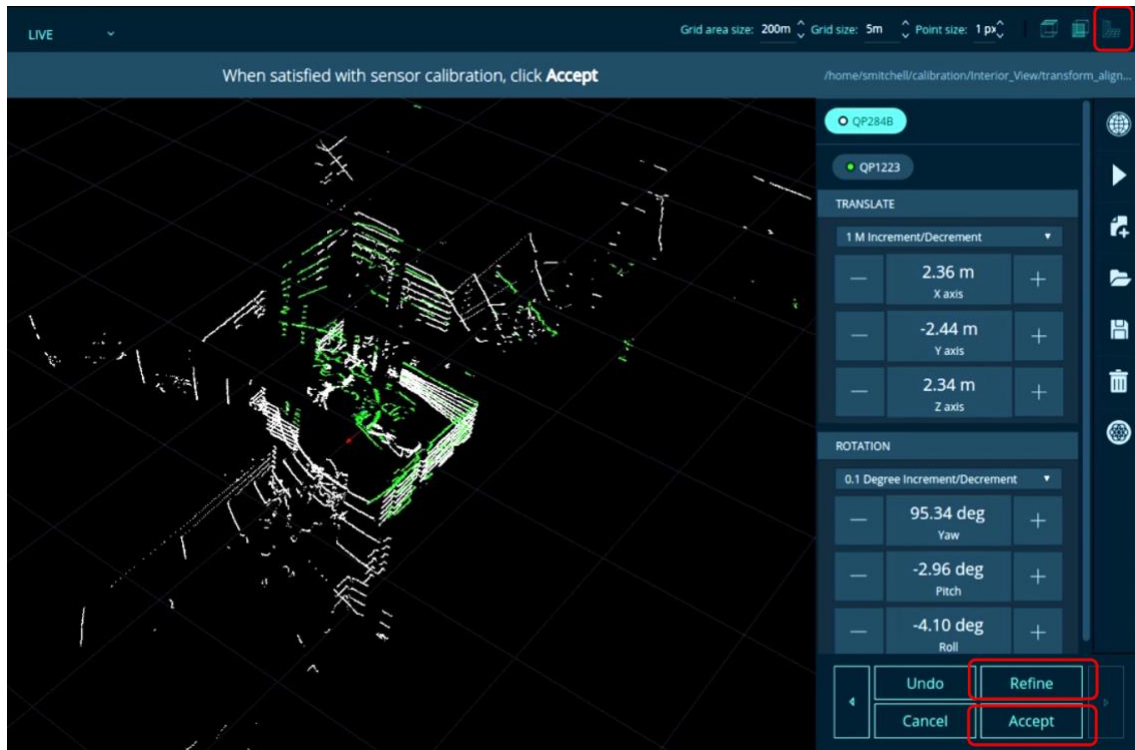 LIVE
Grid area size: 200m Grid size: 5m Point size: 1 px
When satisfied with sensor calibration, click Accept
/home/smitchell/calibration/Interior_View/transform_align...
QP284B
QP1223
TRANSLATE
1 M Increment/Decrement
— 2.36 m +
X axis
— -2.44 m +
Y axis
— 2.34 m +
Z axis
ROTATION
0.1 Degree Increment/Decrement
— 95.34 deg +
Yaw
— -2.96 deg +
Pitch
— -4.10 deg +
Roll
Undo Refine
Cancel Accept